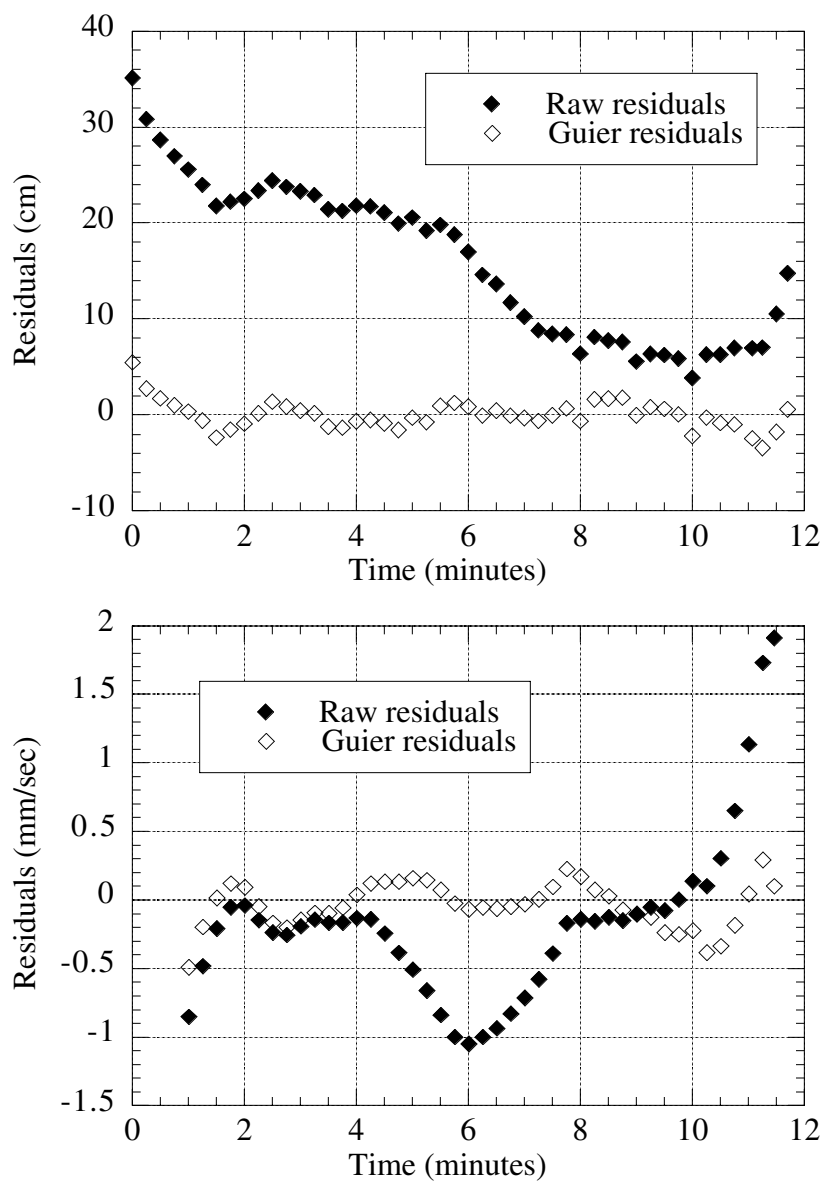 40
30
20
10
0
-10
Residuals (cm)
Raw residuals
Guier residuals
0 2 4 6 8 10 12
Time (minutes)
2
1.5
1
0.5
0
-0.5
-1
-1.5
Residuals (mm/sec)
Raw residuals
Guier residuals
0 2 4 6 8 10 12
Time (minutes)